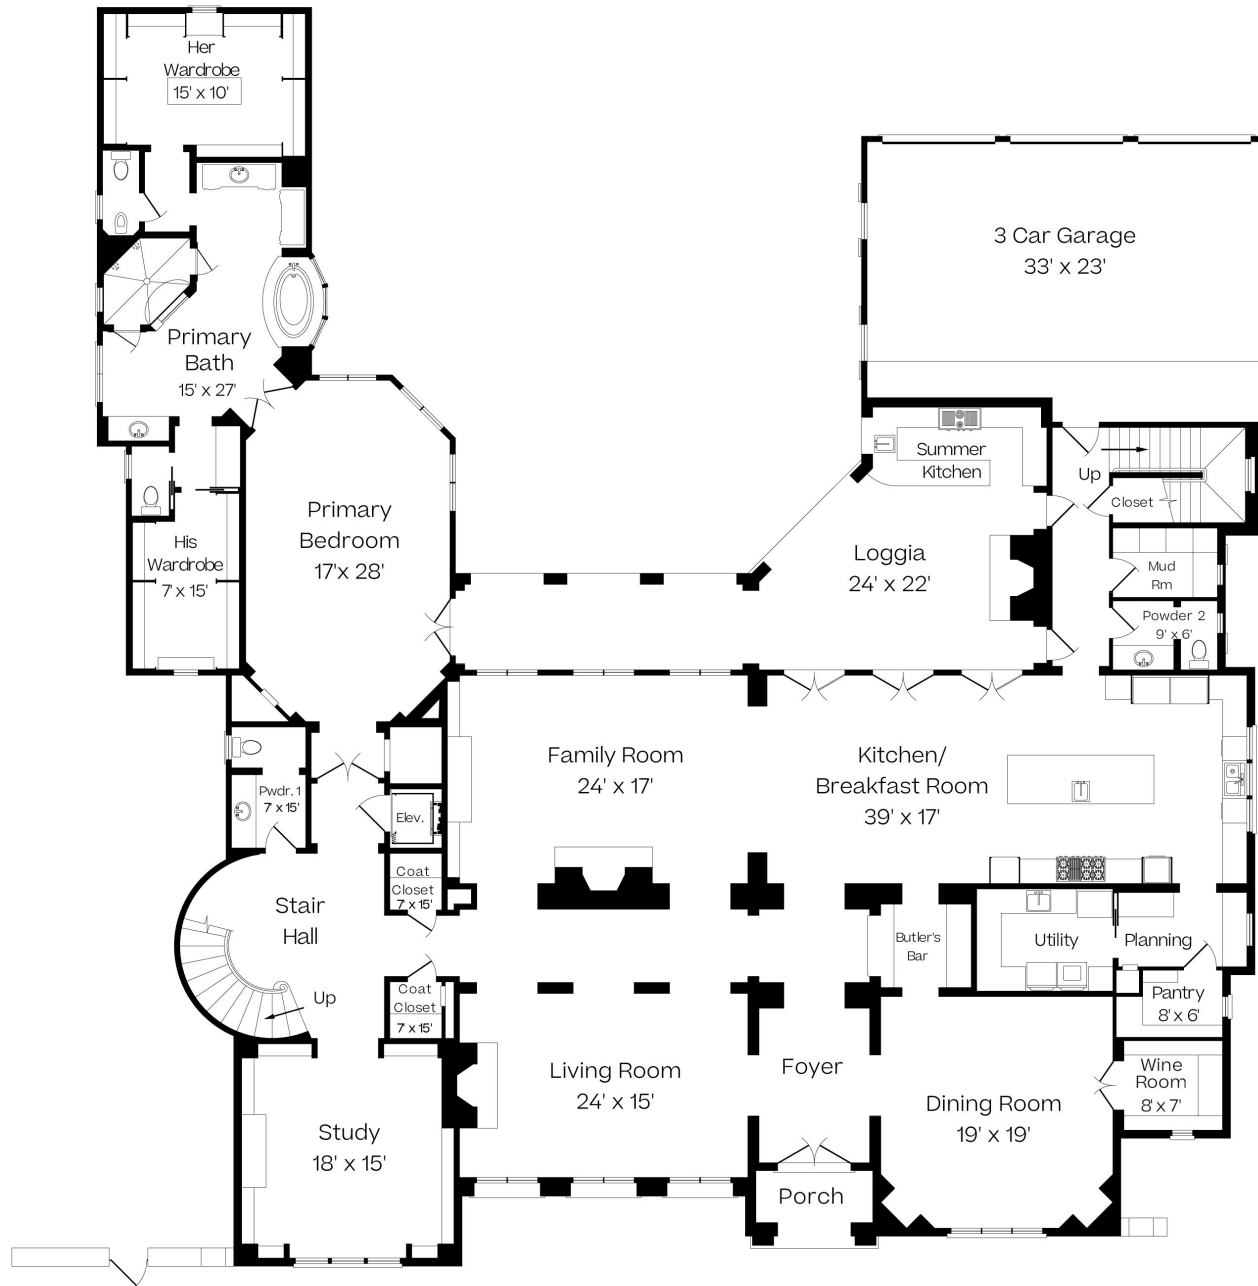 Her
Wardrobe
15' x 10'
3 Car Garage
33' x 23'
Primary
Bath
15' x 27'
Summer
Kitchen
Up
Closet
Primary
Bedroom
17'x 28'
His
Wardrobe
7' x 15'
Loggia
24' x 22'
Mud
Rm
Powder 2
9' x 6'
Family Room
24' x 17'
Kitchen/
Breakfast Room
39' x 17'
Pwdr. 1
7' x 15'
Elev.
Coat
Closet
7' x 15'
Stair
Hall
Up
Butler's
Bar
Utility
Planning
Coat
Closet
7' x 15'
Pantry
8' x 6'
Living Room
24' x 15'
Foyer
Wine
Room
8' x 7'
Dining Room
19' x 19'
Study
18' x 15'
Porch